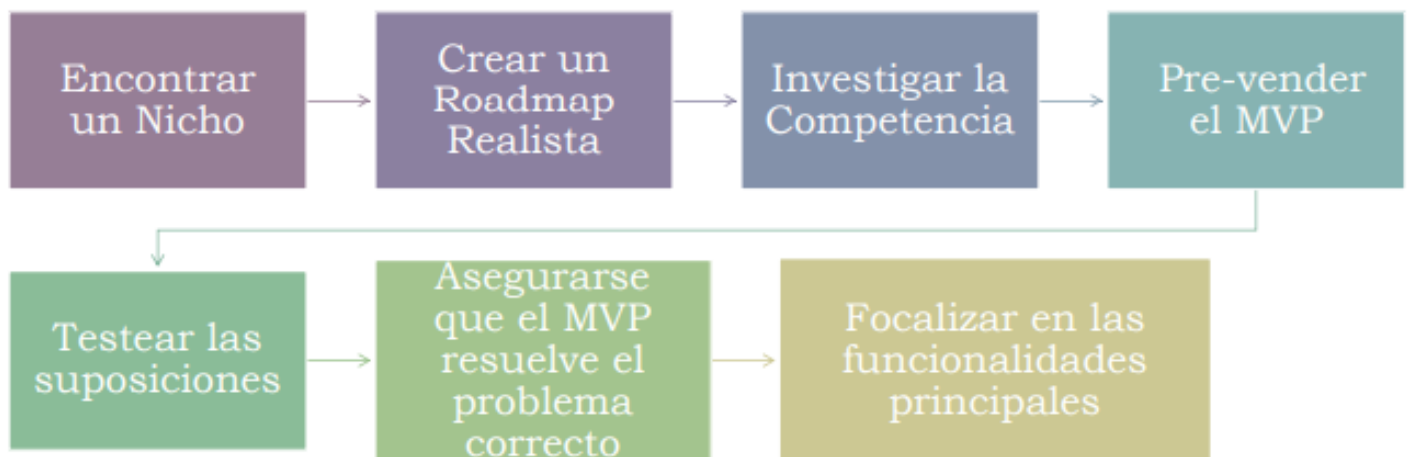 Encontrar
un Nicho
Crear un
Roadmap
Realista
Investigar la
Competencia
Pre-vender
el MVP
Testear las
suposiciones
Asegurarse
que el MVP
resuelve el
problema
correcto
Focalizar en las
funcionalidades
principales